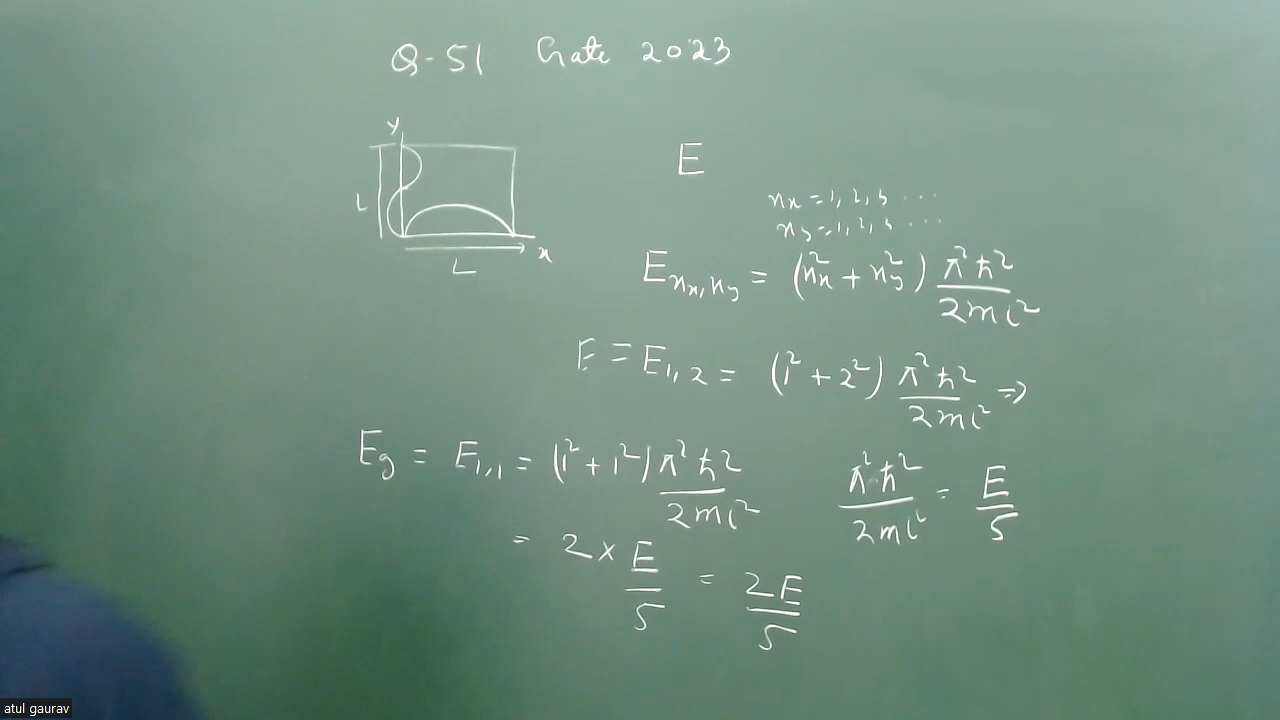 Q-51 Gate 2023
y
L
x
L
E
nx = 1, 2, 3 ...
ny = 1, 2, 3 ...
Enx,ny = (nx² + ny²) π²ħ²/2mL²
E = E1,2 = (1² + 2²) π²ħ²/2mL² ⇒
Eg = E1,1 = (1² + 1²) π²ħ²/2mL²
π²ħ²/2mL² = E/5
= 2 × E/5 = 2E/5
atul gaurav